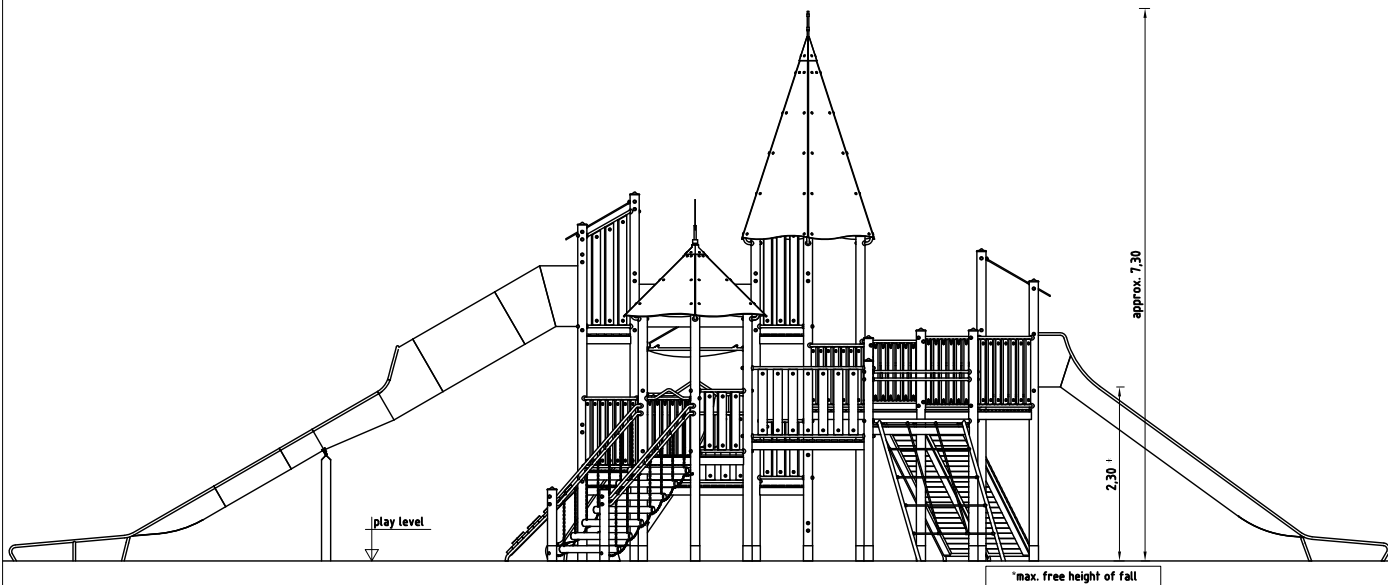 approx. 7,30
2,30 +
play level
*max. free height of fall